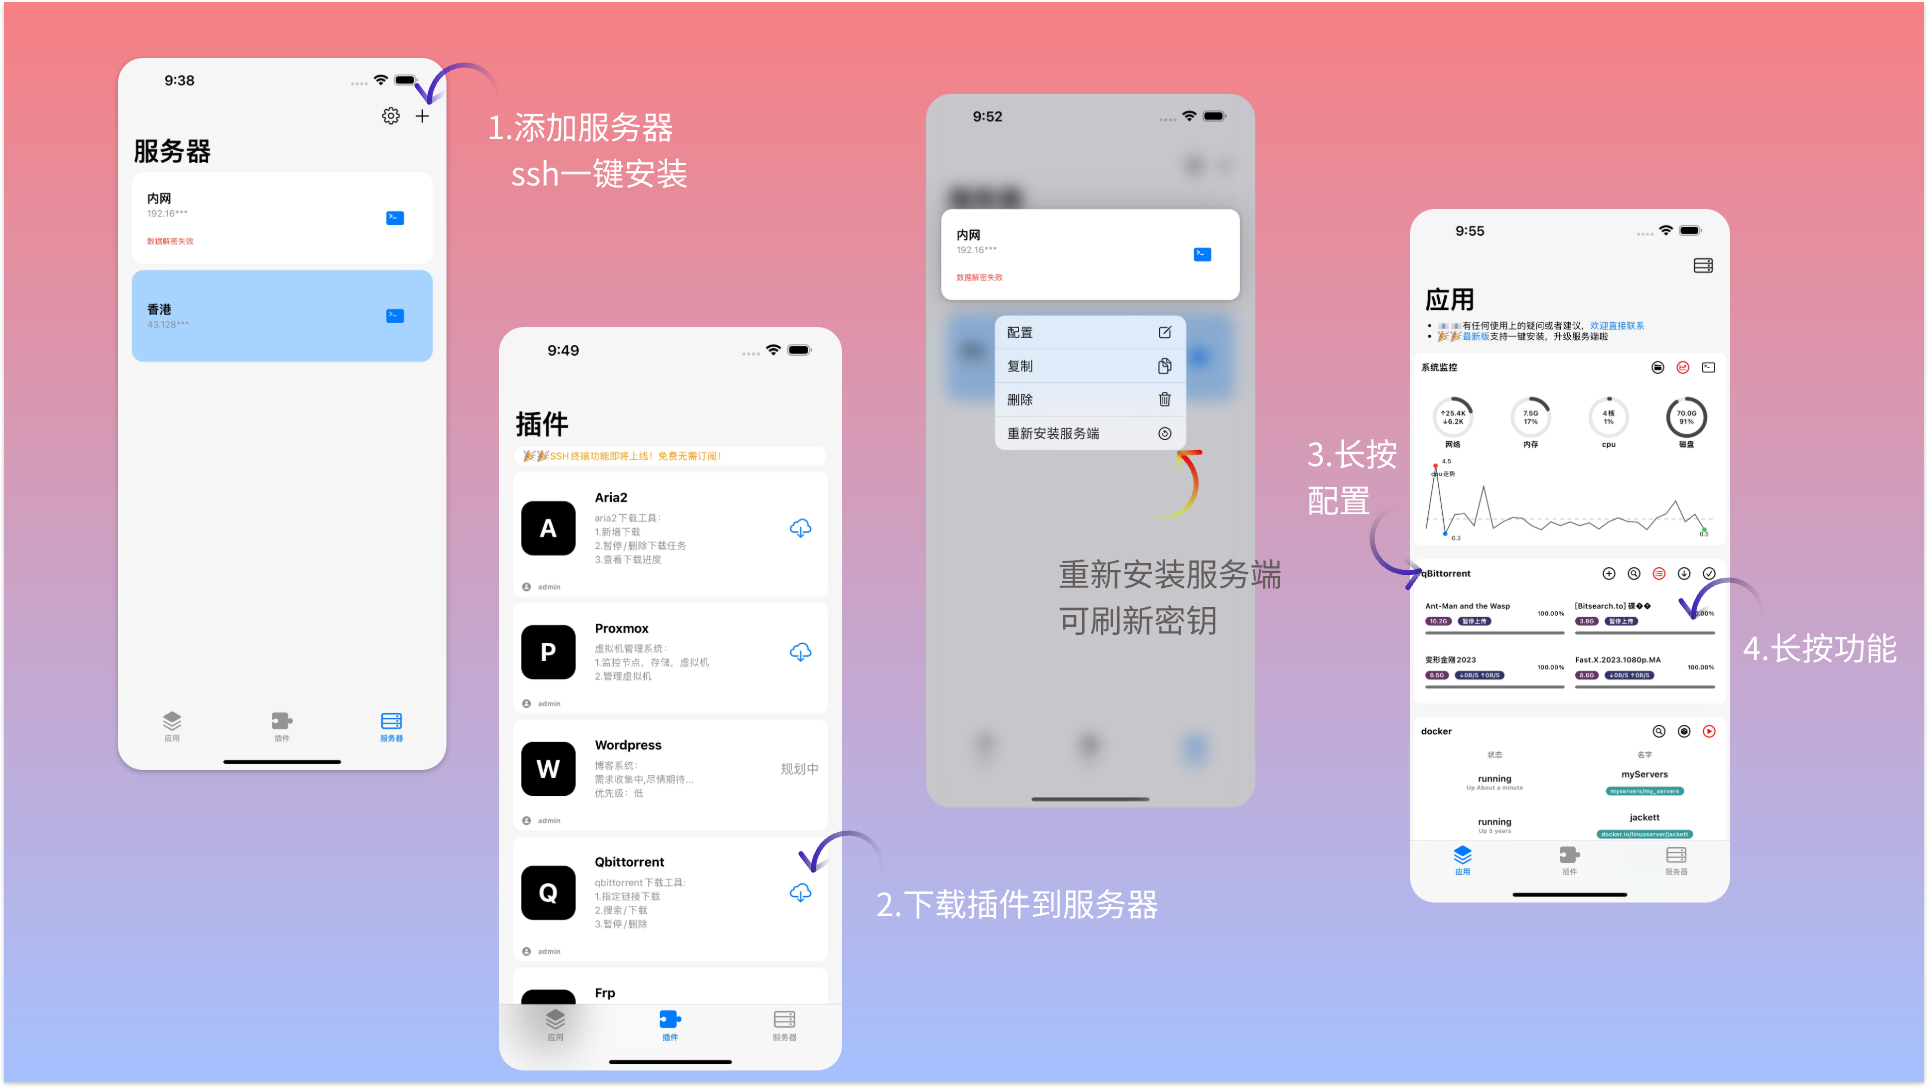 9:38
服务器
内网
192.16***
数据解密失败
香港
43.128***
应用
插件
服务器
1.添加服务器
ssh一键安装
9:49
插件
SSH终端功能即将上线！免费无需订阅！
A
Aria2
aria2下载工具：
1.新增下载
2.暂停/删除下载任务
3.查看下载进度
admin
P
Proxmox
虚拟机管理系统：
1.监控节点，存储，虚拟机
2.管理虚拟机
admin
W
Wordpress
博客系统：
需求收集中,尽情期待...
优先级：低
规划中
admin
Q
Qbittorrent
qbittorrent下载工具:
1.指定链接下载
2.搜索/下载
3.暂停/删除
admin
Frp
应用
插件
服务器
2.下载插件到服务器
9:52
内网
192.16***
数据解密失败
配置
复制
删除
重新安装服务端
重新安装服务端
可刷新密钥
3.长按
配置
9:55
应用
有任何使用上的疑问或者建议，欢迎直接联系
最新版支持一键安装，升级服务端啦
系统监控
↑25.4K
↓6.2K
网络
7.5G
17%
内存
4核
1%
cpu
70.0G
91%
磁盘
4.5
cpu走势
0.3
0.5
qBittorrent
Ant-Man and the Wasp
10.2G 暂停上传
100.00%
[Bitsearch.to] 碟��
3.8G 暂停上传
变形金刚2023
9.5G ↓0B/S ↑0B/S
100.00%
Fast.X.2023.1080p.MA
8.6G ↓0B/S ↑0B/S
100.00%
docker
状态
名字
running
Up About a minute
myServers
myservers/my_servers
running
Up 5 years
jackett
docker.io/linuxserver/jackett
应用
插件
服务器
4.长按功能